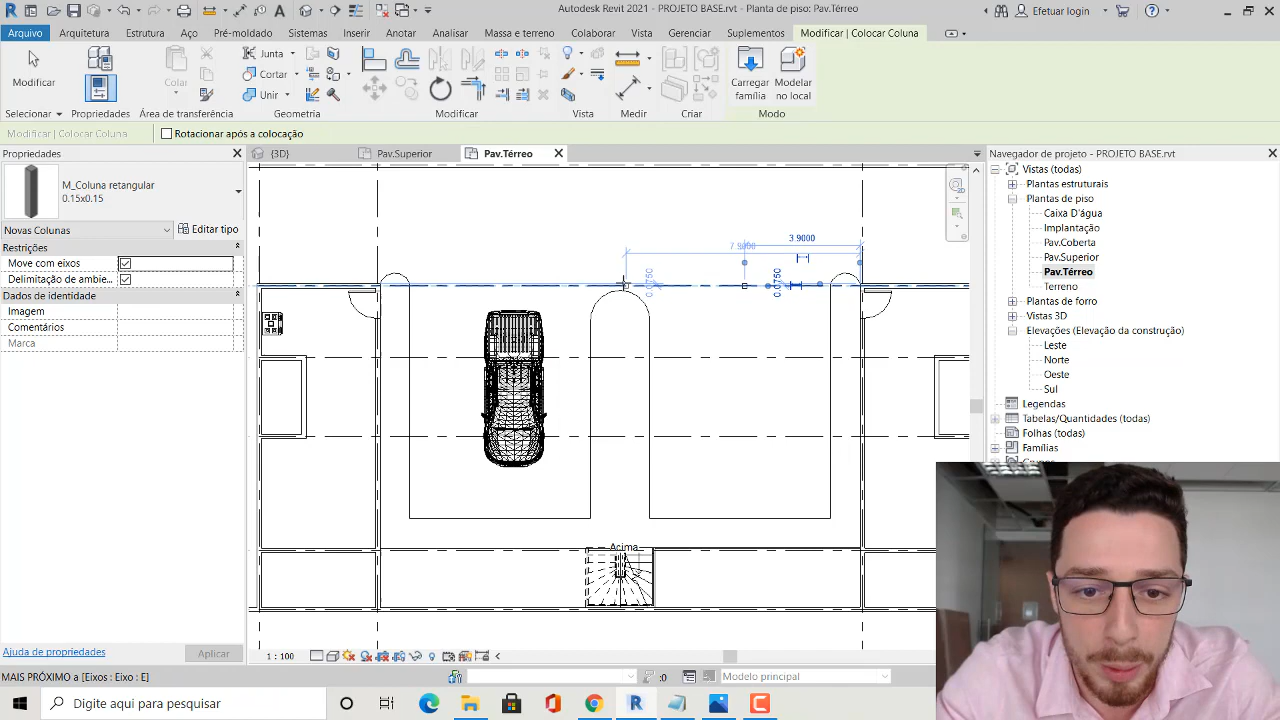 Autodesk Revit 2021 - PROJETO BASE.rvt - Planta de piso: Pav.Térreo
Efetuar login
Arquivo Arquitetura Estrutura Aço Pré-moldado Sistemas Inserir Anotar Analisar Massa e terreno Colaborar Vista Gerenciar Suplementos Modificar | Colocar Coluna
Modificar
Colar
Junta
Cortar
Unir
Carregar família
Modelar no local
Selecionar Propriedades Área de transferência Geometria Modificar Vista Medir Criar Modo
Modificar | Colocar Coluna Rotacionar após a colocação
Propriedades
{3D} Pav.Superior Pav.Térreo
Navegador de projeto - PROJETO BASE.rvt
M_Coluna retangular
0.15x0.15
Novas Colunas Editar tipo
Restrições
Move com eixos
Delimitação de ambie...
Dados de identidade
Imagem
Comentários
Marca
Vistas (todas)
Plantas estruturais
Plantas de piso
Caixa D'água
Implantação
Pav.Coberta
Pav.Superior
Pav.Térreo
Terreno
Plantas de forro
Vistas 3D
Elevações (Elevação da construção)
Leste
Norte
Oeste
Sul
Legendas
Tabelas/Quantidades (todas)
Folhas (todas)
Famílias
3.9000
7.9000
0.0750
0.0750
Acima
Ajuda de propriedades Aplicar
1 : 100
MAIS PRÓXIMO a [Eixos : Eixo : E]
:0
Modelo principal
Digite aqui para pesquisar